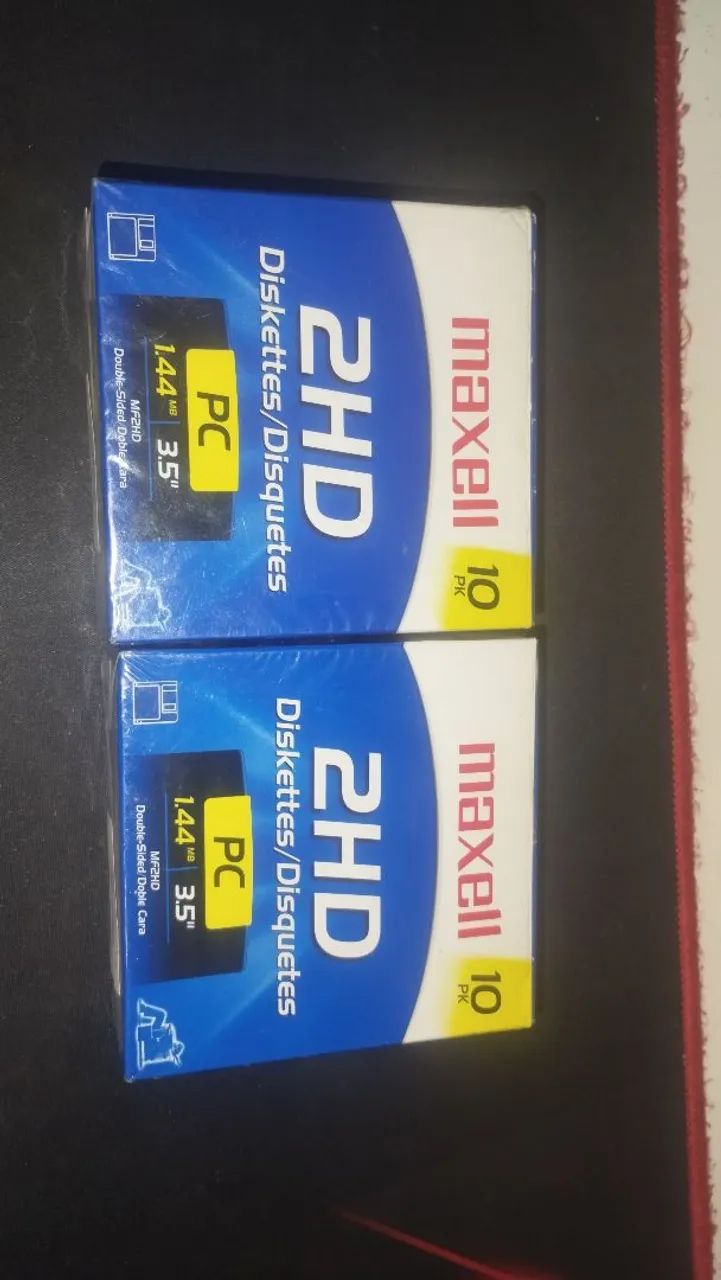 maxell
10
PK
2HD
Diskettes/Disquetes
PC
1.44 MB 3.5"
MF2HD
Double-Sided/Doble Cara
maxell
10
PK
2HD
Diskettes/Disquetes
PC
1.44 MB 3.5"
MF2HD
Double-Sided/Doble Cara